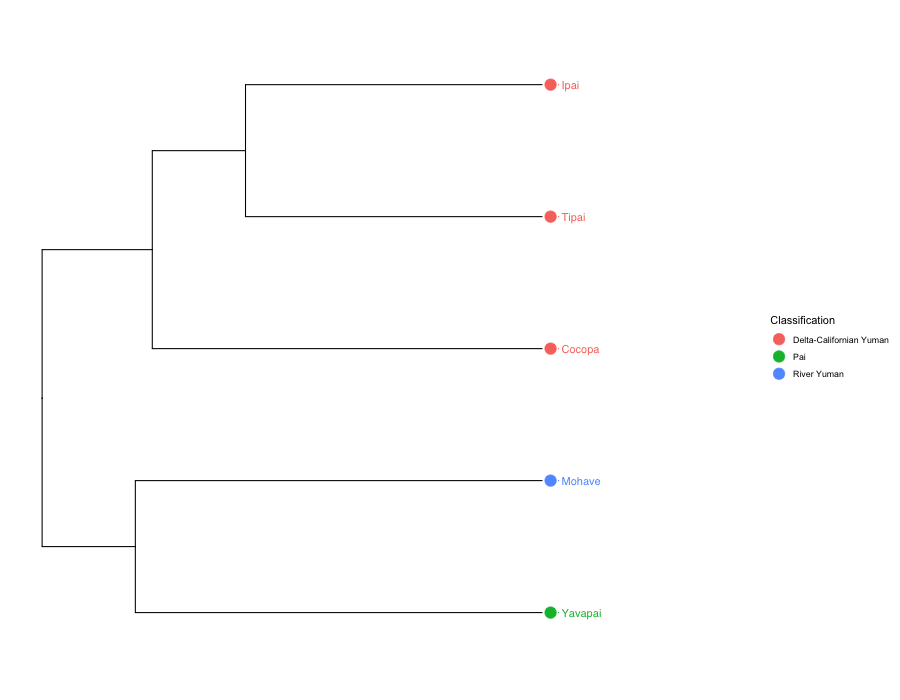 Ipai
Tipai
Cocopa
Mohave
Yavapai
Classification
Delta-Californian Yuman
Pai
River Yuman